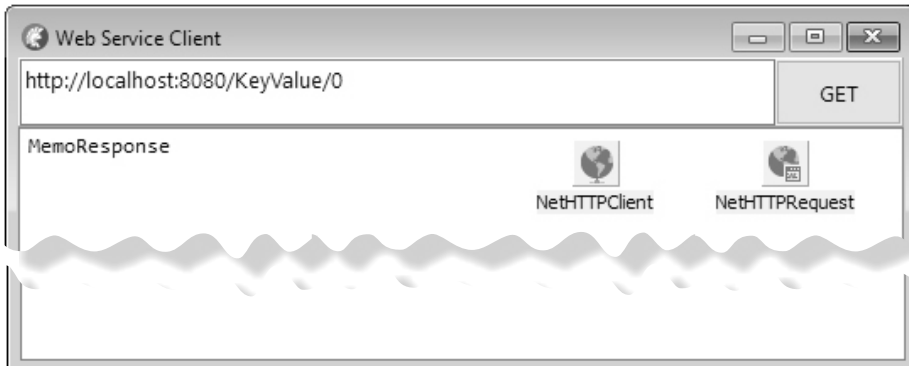 Web Service Client
http://localhost:8080/KeyValue/0
GET
MemoResponse
NetHTTPClient
NetHTTPRequest